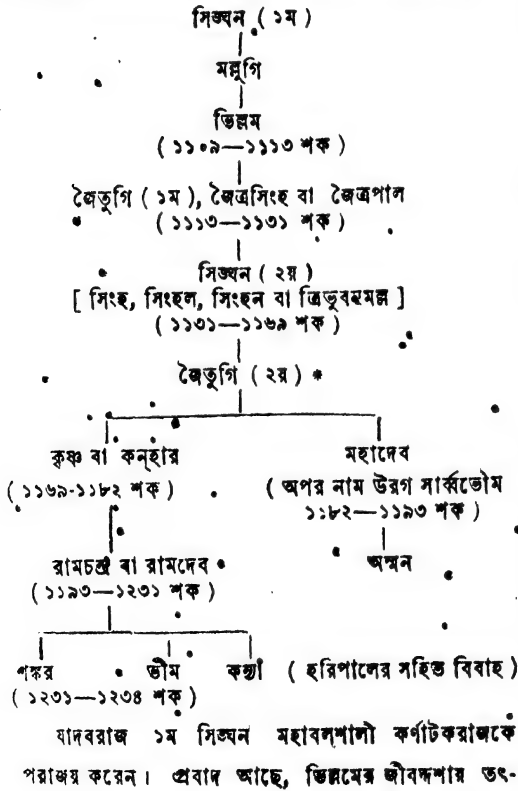 সিঙ্ঘন ( ১ম )
মল্লুগি
ভিল্লম
( ১১০৯—১১১৩ শক )
জৈতুগি ( ১ম ), জৈত্রসিংহ বা জৈত্রপাল
( ১১১৩—১১৩১ শক )
সিঙ্ঘন ( ২য় )
[ সিংহ, সিংহল, সিংহন বা ত্রিভুবনমল্ল ]
( ১১৩১—১১৬৯ শক )
জৈতুগি ( ২য় ) *
কৃষ্ণ বা কন্‌হার
( ১১৬৯-১১৮২ শক )
মহাদেব
( অপর নাম উরগ সার্ব্বভৌম
১১৮২—১১৯৩ শক )
রামচন্দ্র বা রামদেব
( ১১৯৩—১২৩১ শক )
অম্মন
শঙ্কর ভীম কন্যা ( হরিপালের সহিত বিবাহ )
( ১২৩১—১২৩৪ শক )
যাদবরাজ ১ম সিঙ্ঘন মহাবলশালী কর্ণাটকরাজকে
পরাজয় করেন। প্রবাদ আছে, ভিল্লমের জীবদ্দশায় তৎ-